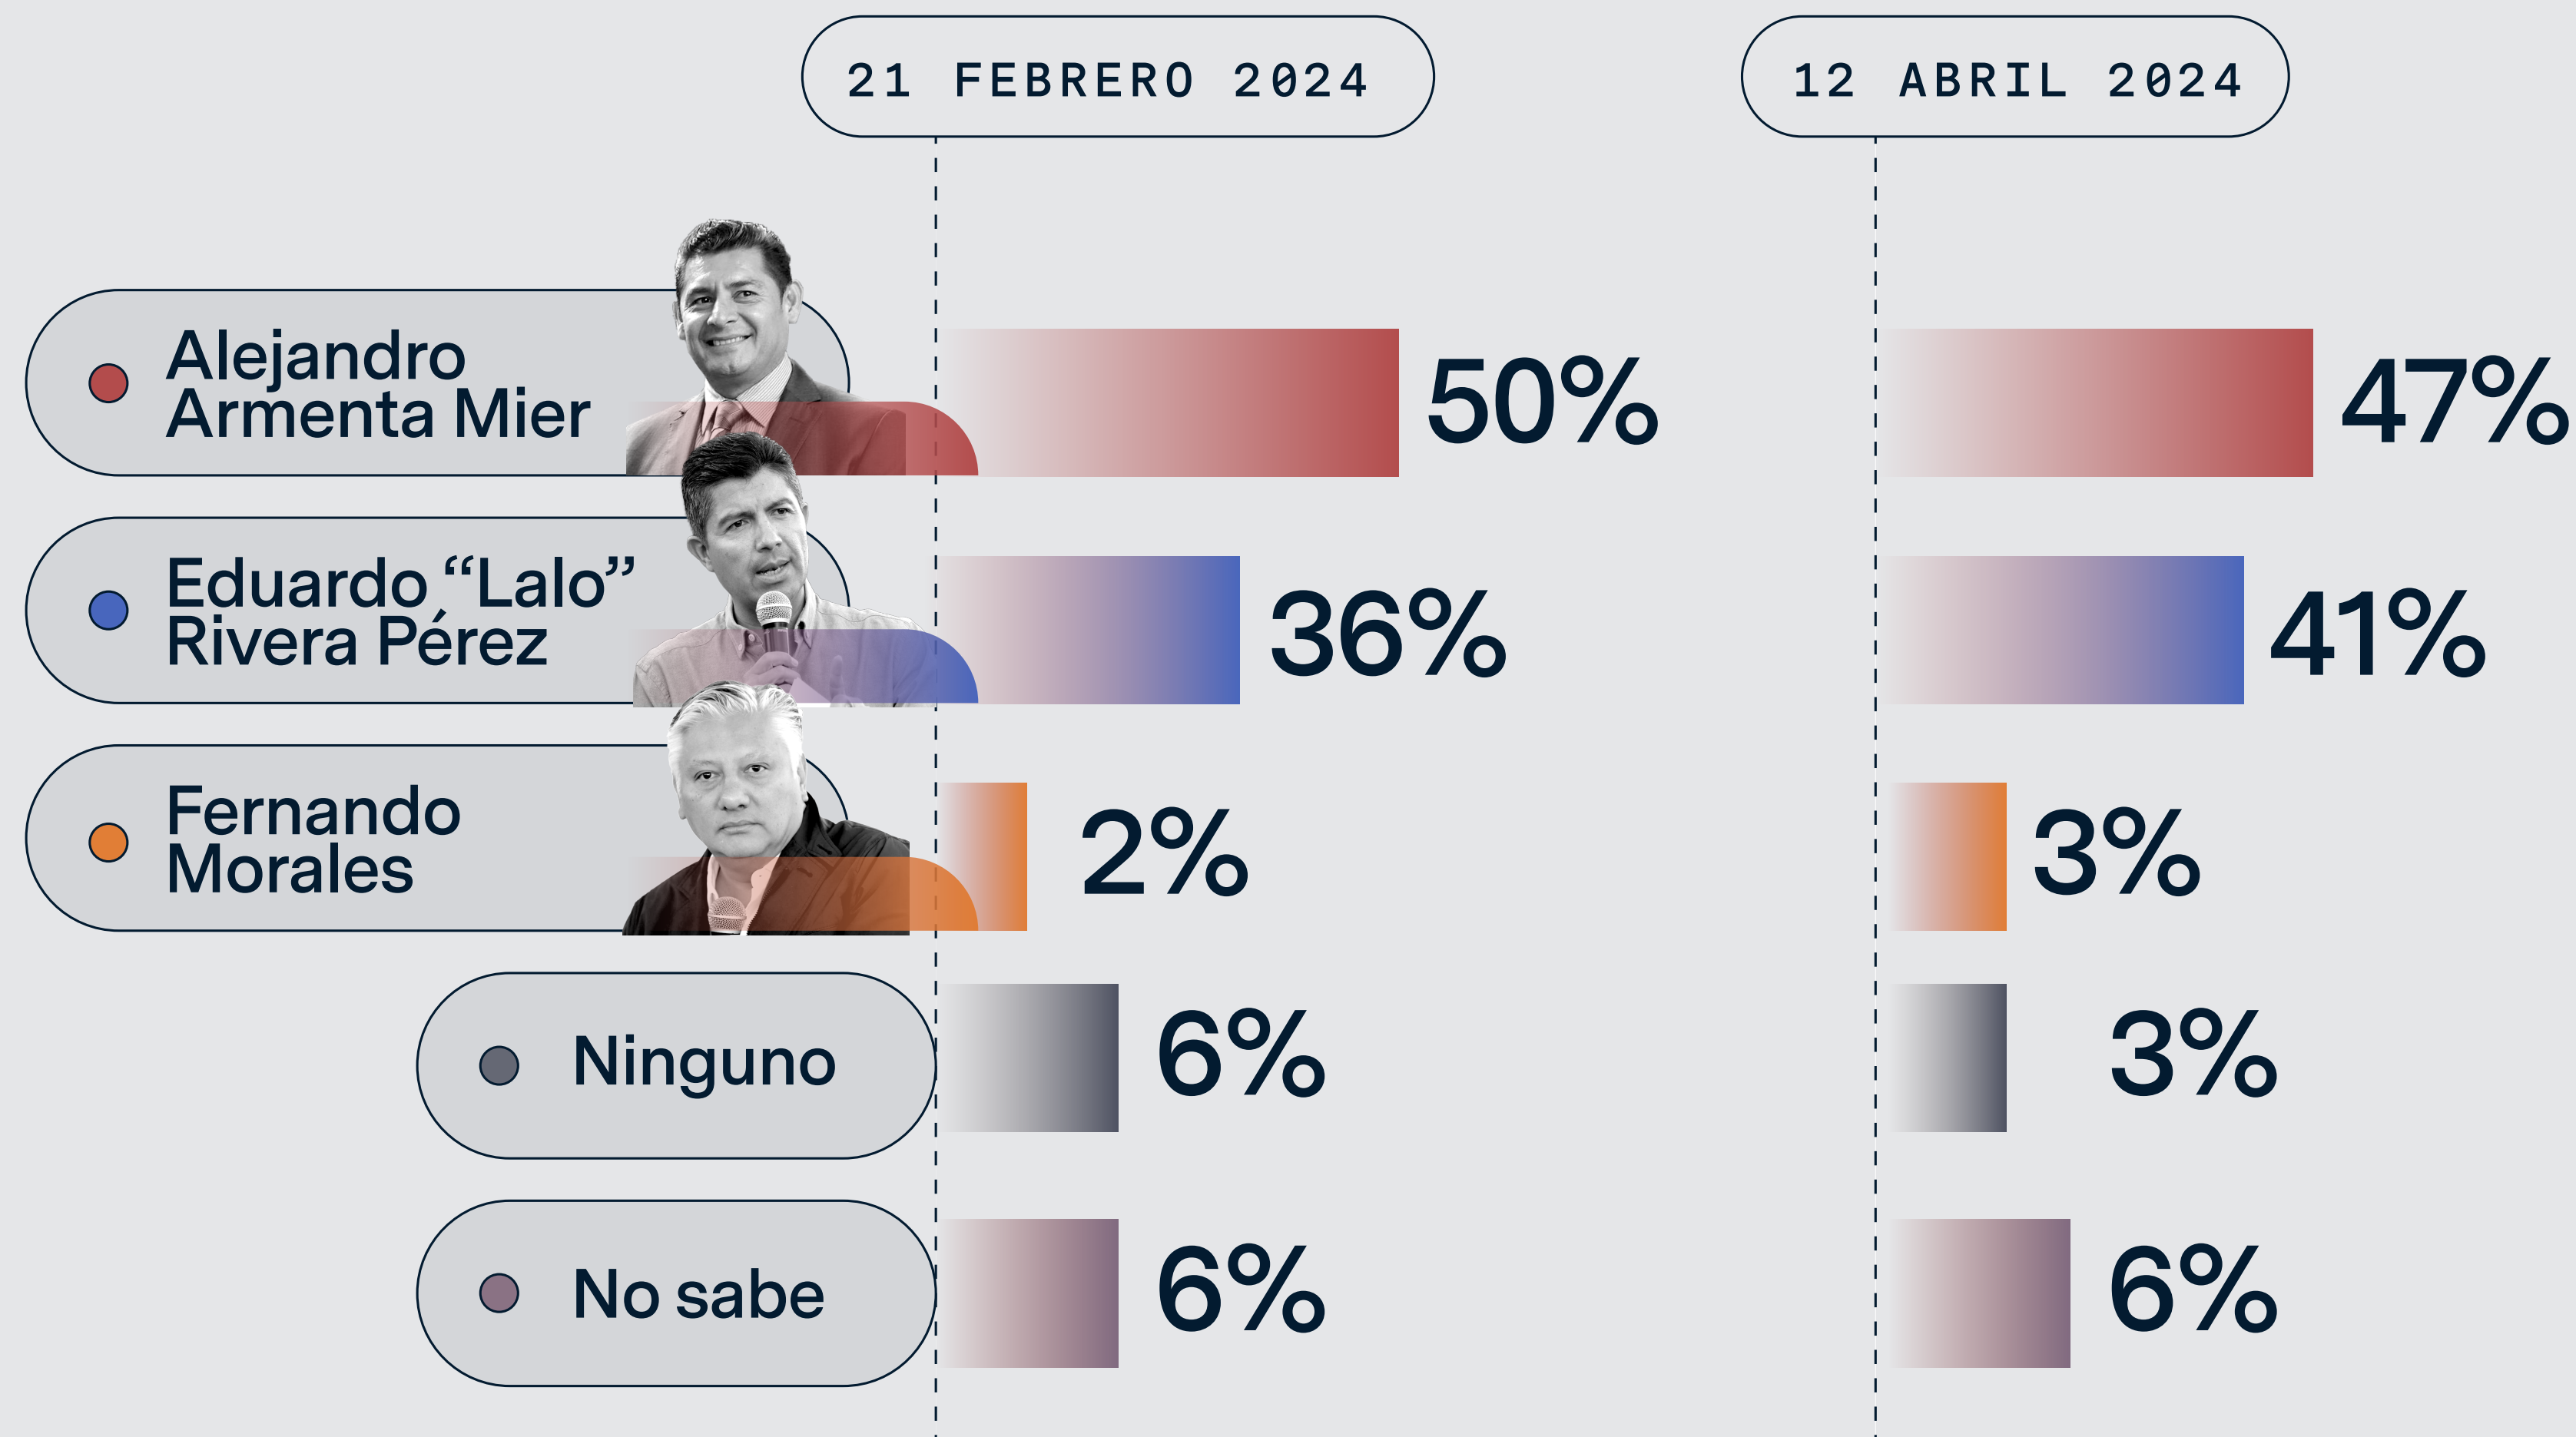 21 FEBRERO 2024
12 ABRIL 2024
Alejandro
Armenta Mier
50%
47%
Eduardo “Lalo”
Rivera Pérez
36%
41%
Fernando
Morales
2%
3%
Ninguno
6%
3%
No sabe
6%
6%